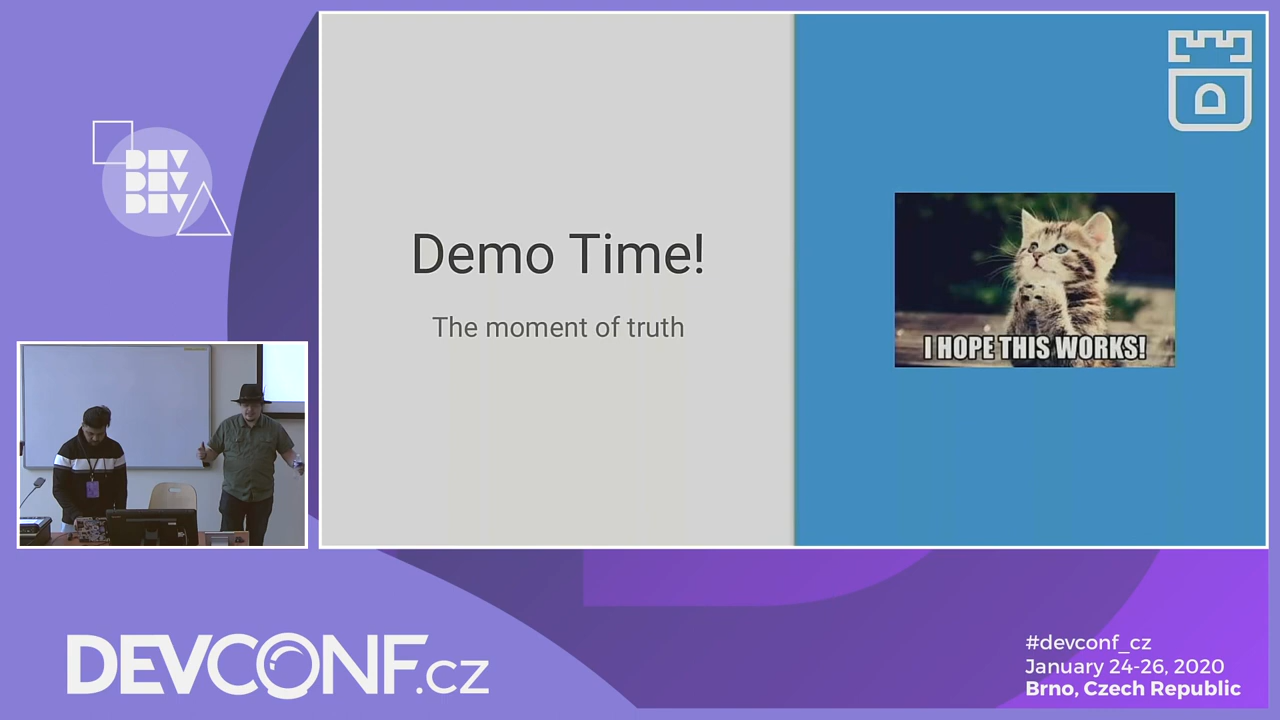 DEV
DEV
DEV
D
Demo Time!
The moment of truth
I HOPE THIS WORKS!
DEVCONF.cz
#devconf_cz
January 24-26, 2020
Brno, Czech Republic